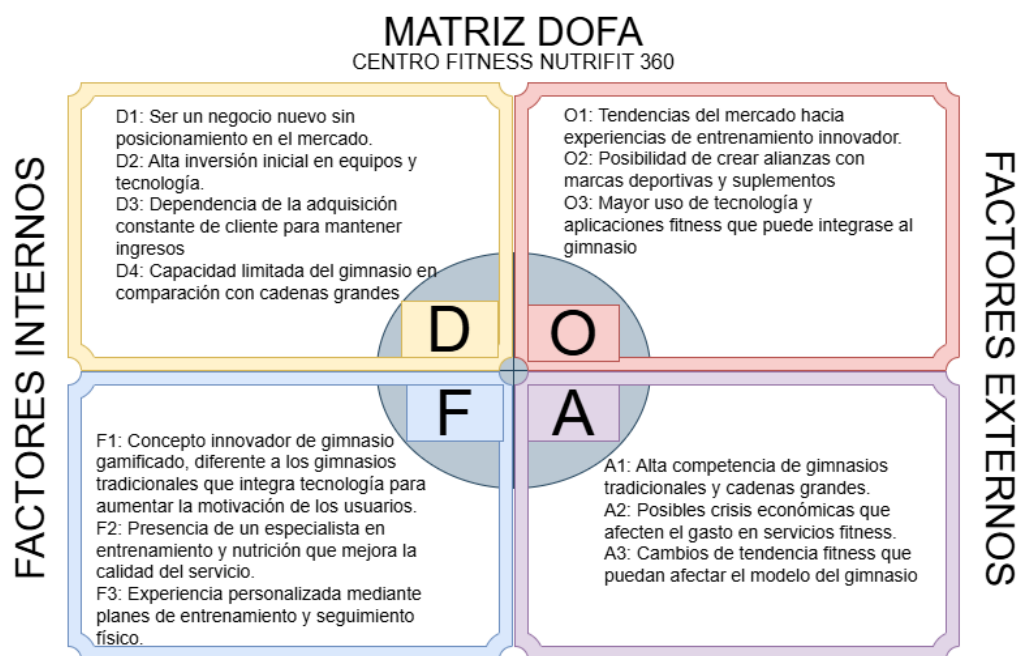 MATRIZ DOFA
CENTRO FITNESS NUTRIFIT 360
FACTORES INTERNOS
D1: Ser un negocio nuevo sin
posicionamiento en el mercado.
D2: Alta inversión inicial en equipos y
tecnología.
D3: Dependencia de la adquisición
constante de cliente para mantener
ingresos
D4: Capacidad limitada del gimnasio en
comparación con cadenas grandes
D
O1: Tendencias del mercado hacia
experiencias de entrenamiento innovador.
O2: Posibilidad de crear alianzas con
marcas deportivas y suplementos
O3: Mayor uso de tecnología y
aplicaciones fitness que puede integrase al
gimnasio
O
F
F1: Concepto innovador de gimnasio
gamificado, diferente a los gimnasios
tradicionales que integra tecnología para
aumentar la motivación de los usuarios.
F2: Presencia de un especialista en
entrenamiento y nutrición que mejora la
calidad del servicio.
F3: Experiencia personalizada mediante
planes de entrenamiento y seguimiento
físico.
A
A1: Alta competencia de gimnasios
tradicionales y cadenas grandes.
A2: Posibles crisis económicas que
afecten el gasto en servicios fitness.
A3: Cambios de tendencia fitness que
puedan afectar el modelo del gimnasio
FACTORES EXTERNOS